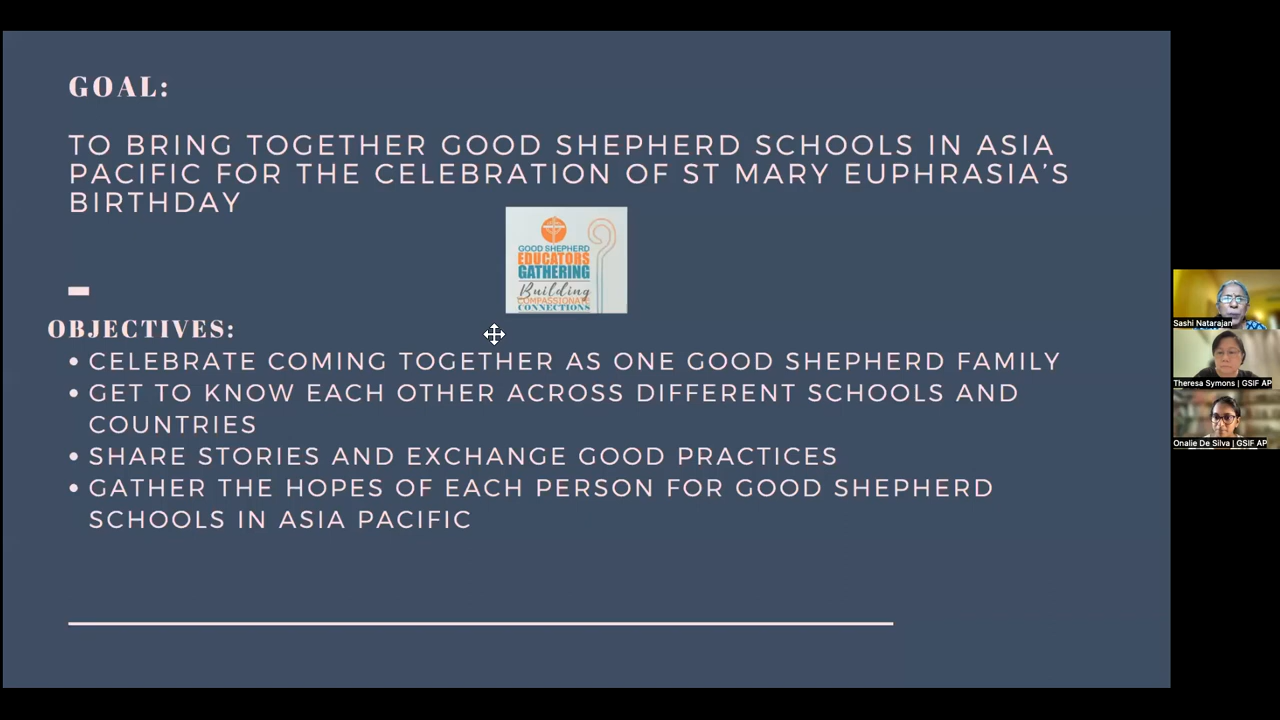 GOAL:
TO BRING TOGETHER GOOD SHEPHERD SCHOOLS IN ASIA
PACIFIC FOR THE CELEBRATION OF ST MARY EUPHRASIA'S
BIRTHDAY
GOOD SHEPHERD
EDUCATORS
GATHERING
Building
COMPASSIONATE
CONNECTIONS
OBJECTIVES:
• CELEBRATE COMING TOGETHER AS ONE GOOD SHEPHERD FAMILY
• GET TO KNOW EACH OTHER ACROSS DIFFERENT SCHOOLS AND
COUNTRIES
• SHARE STORIES AND EXCHANGE GOOD PRACTICES
• GATHER THE HOPES OF EACH PERSON FOR GOOD SHEPHERD
SCHOOLS IN ASIA PACIFIC
Sashi Natarajan
Theresa Symons | GSIF AP
Onalie De Silva | GSIF AP